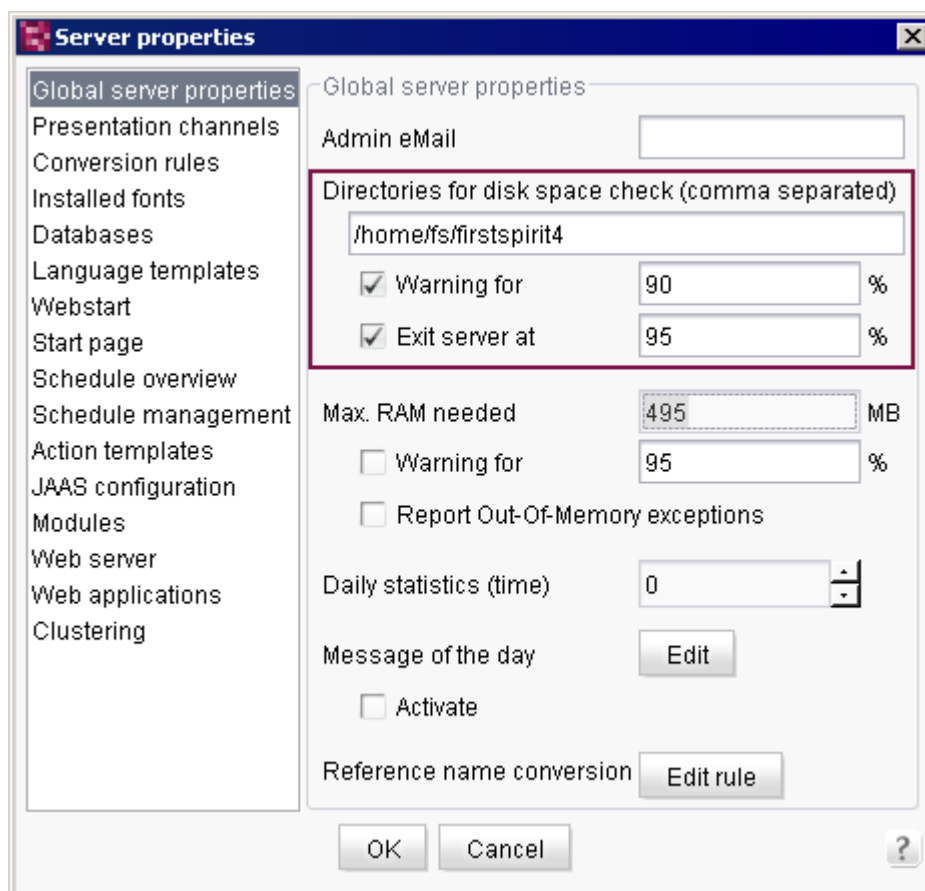 Server properties
Global server properties
Presentation channels
Conversion rules
Installed fonts
Databases
Language templates
Webstart
Start page
Schedule overview
Schedule management
Action templates
JAAS configuration
Modules
Web server
Web applications
Clustering
Global server properties
Admin eMail
Directories for disk space check (comma separated)
/home/fs/firstspirit4
Warning for 90 %
Exit server at 95 %
Max. RAM needed 495 MB
Warning for 95 %
Report Out-Of-Memory exceptions
Daily statistics (time) 0
Message of the day Edit
Activate
Reference name conversion Edit rule
OK Cancel ?